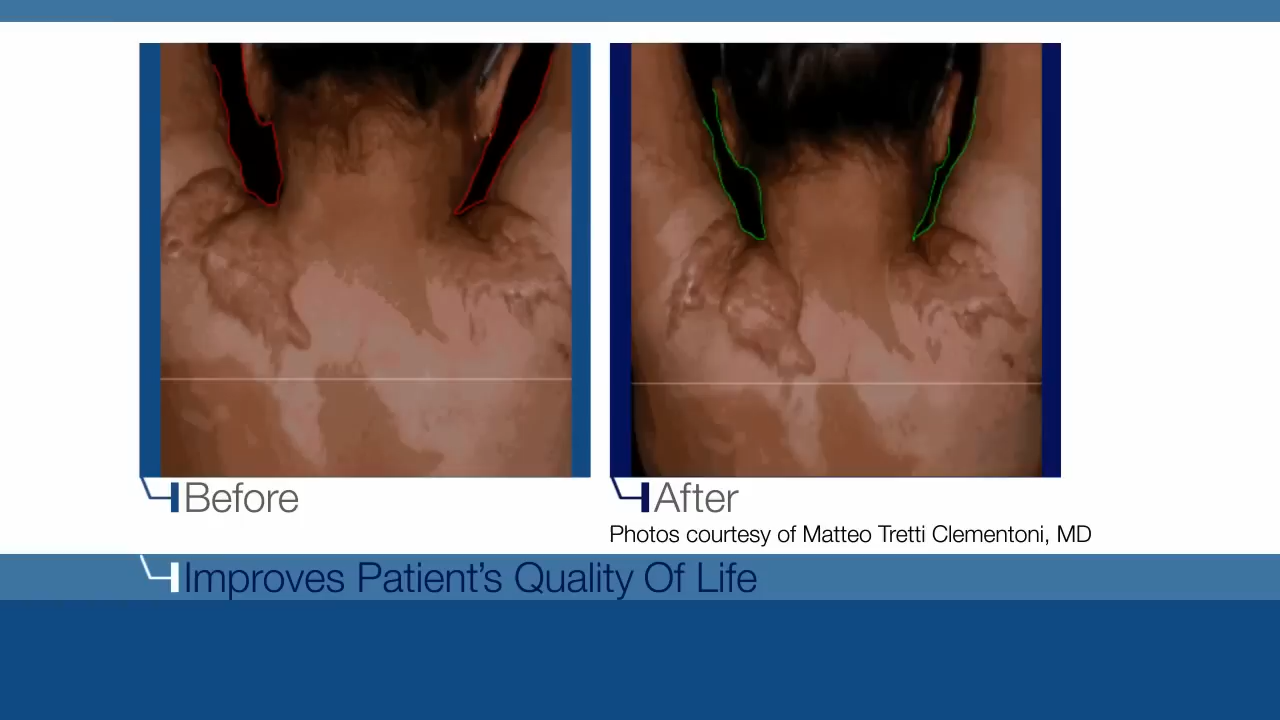 Before
After
Photos courtesy of Matteo Tretti Clementoni, MD
Improves Patient's Quality Of Life